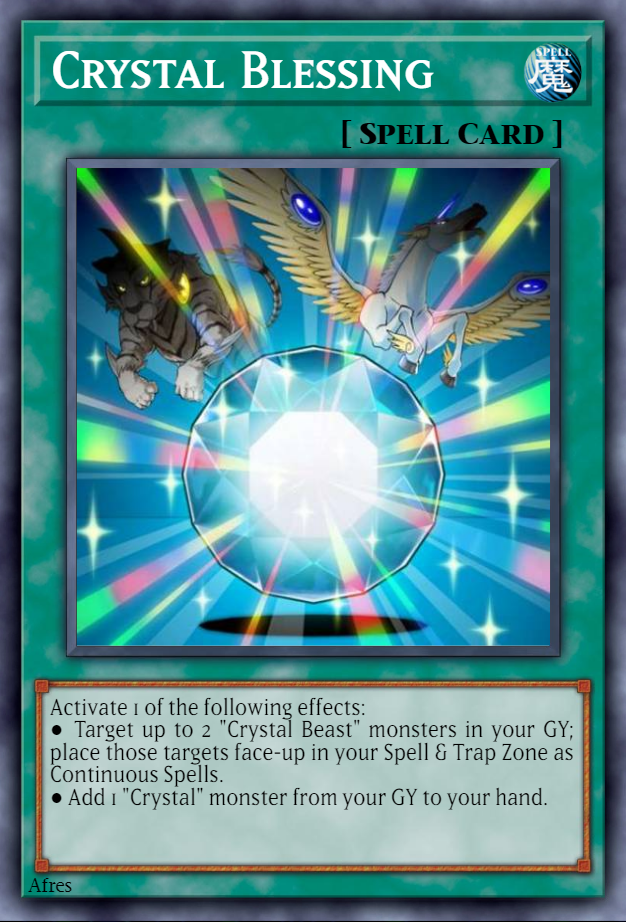 Crystal Blessing
SPELL
魔
[ Spell Card ]
Activate 1 of the following effects:
● Target up to 2 "Crystal Beast" monsters in your GY;
place those targets face-up in your Spell & Trap Zone as
Continuous Spells.
● Add 1 "Crystal" monster from your GY to your hand.
Afres